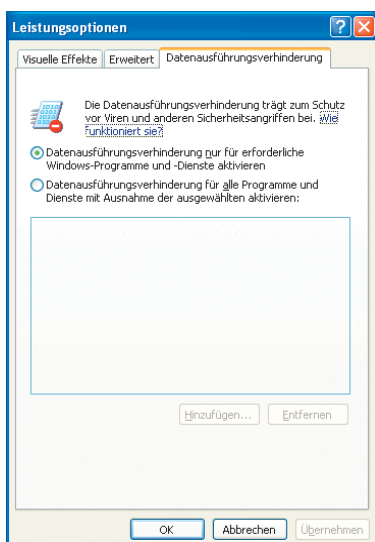 Leistungsoptionen
Visuelle Effekte Erweitert Datenausführungsverhinderung
Die Datenausführungsverhinderung trägt zum Schutz
vor Viren und anderen Sicherheitsangriffen bei. Wie
funktioniert sie?
Datenausführungsverhinderung nur für erforderliche
Windows-Programme und -Dienste aktivieren
Datenausführungsverhinderung für alle Programme und
Dienste mit Ausnahme der ausgewählten aktivieren:
Hinzufügen... Entfernen
OK Abbrechen Übernehmen